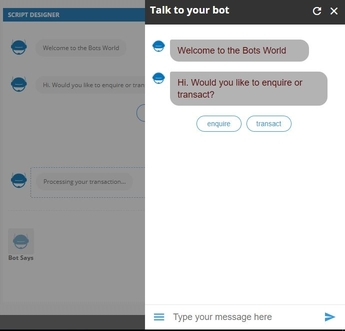 SCRIPT DESIGNER
Talk to your bot
Welcome to the Bots World
Hi. Would you like to enquire or tran
Processing your transaction...
Bot Says
Welcome to the Bots World
Hi. Would you like to enquire or
transact?
enquire
transact
Type your message here